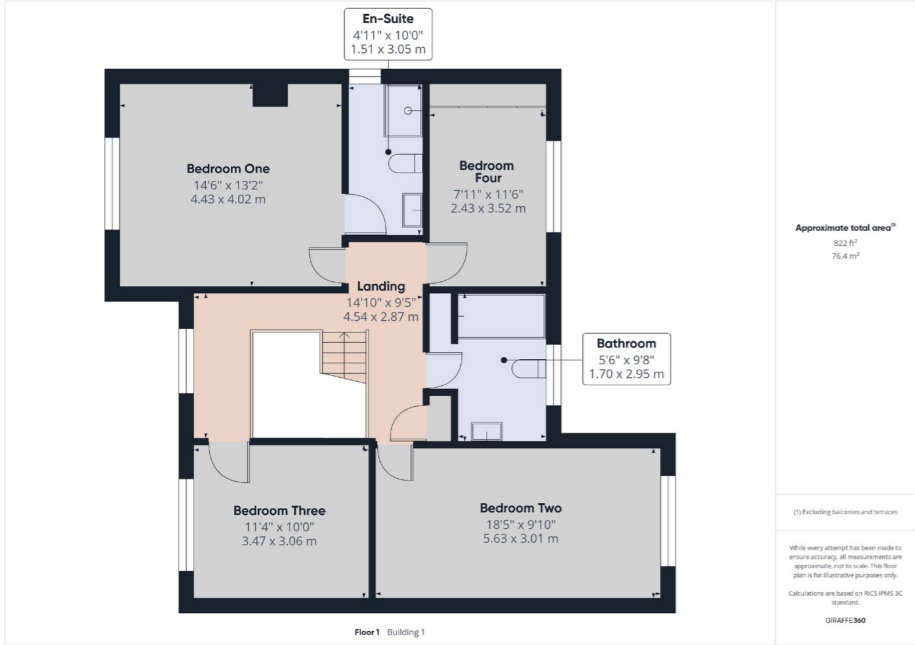 En-Suite
4'11" x 10'0"
1.51 x 3.05 m
Bedroom One
14'6" x 13'2"
4.43 x 4.02 m
Bedroom
Four
7'11" x 11'6"
2.43 x 3.52 m
Landing
14'10" x 9'5"
4.54 x 2.87 m
Bathroom
5'6" x 9'8"
1.70 x 2.95 m
Bedroom Three
11'4" x 10'0"
3.47 x 3.06 m
Bedroom Two
18'5" x 9'10"
5.63 x 3.01 m
Floor 1 Building 1
Approximate total area⁽¹⁾
822 ft²
76.4 m²
(1) Excluding balconies and terraces
While every attempt has been made to
ensure accuracy, all measurements are
approximate, not to scale. This floor
plan is for illustrative purposes only.
Calculations are based on RICS IPMS 3C
standard.
GIRAFFE360